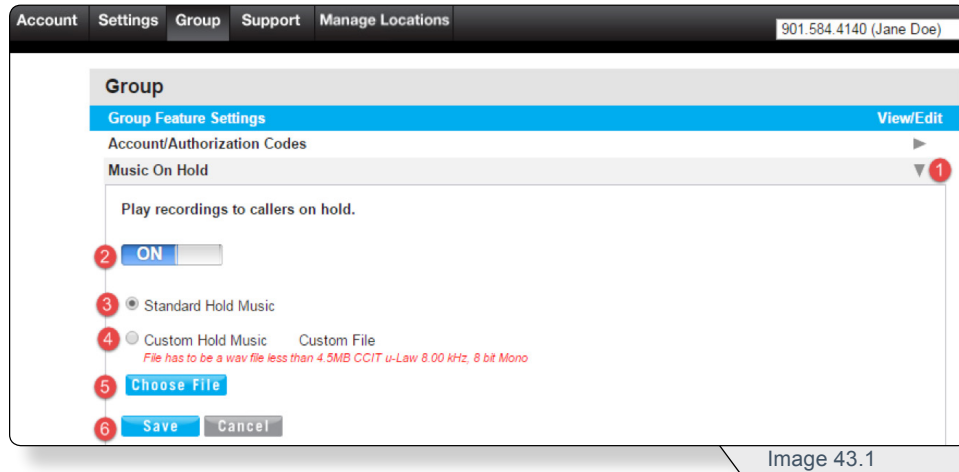 Account Settings Group Support Manage Locations
901.584.4140 (Jane Doe)
Group
Group Feature Settings View/Edit
Account/Authorization Codes
Music On Hold 1
Play recordings to callers on hold.
2 ON
3 Standard Hold Music
4 Custom Hold Music Custom File
File has to be a wav file less than 4.5MB CCIT u-Law 8.00 kHz, 8 bit Mono
5 Choose File
6 Save Cancel
Image 43.1